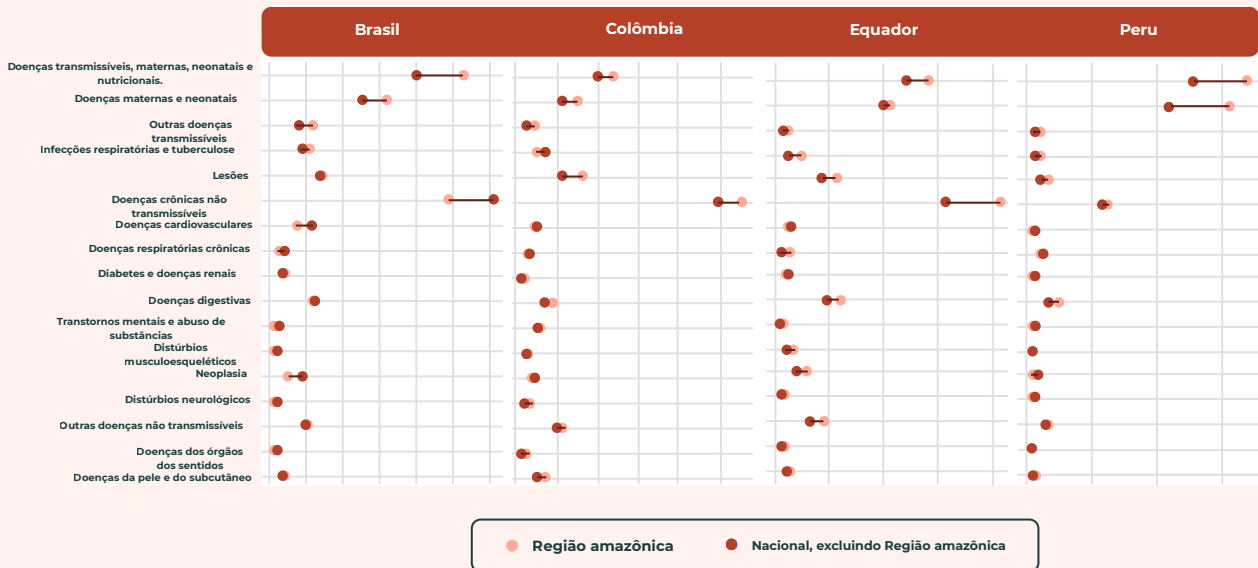 Brasil
Colômbia
Equador
Peru
Doenças transmissíveis, maternas, neonatais e
nutricionais.
Doenças maternas e neonatais
Outras doenças
transmissíveis
Infecções respiratórias e tuberculose
Lesões
Doenças crônicas não
transmissíveis
Doenças cardiovasculares
Doenças respiratórias crônicas
Diabetes e doenças renais
Doenças digestivas
Transtornos mentais e abuso de
substâncias
Distúrbios
musculoesqueléticos
Neoplasia
Distúrbios neurológicos
Outras doenças não transmissíveis
Doenças dos órgãos
dos sentidos
Doenças da pele e do subcutâneo
Região amazônica
Nacional, excluindo Região amazônica